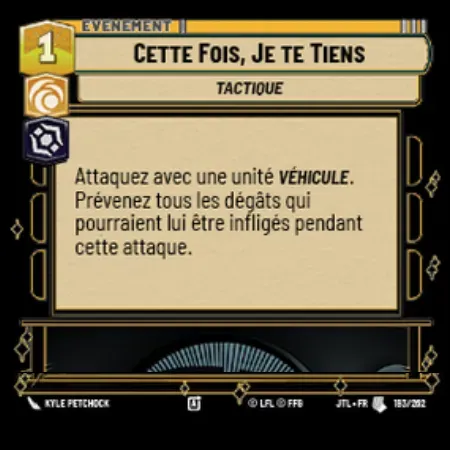 EVENEMENT
1
CETTE FOIS, JE TE TIENS
TACTIQUE
Attaquez avec une unité VÉHICULE.
Prévenez tous les dégâts qui
pourraient lui être infligés pendant
cette attaque.
KYLE PETCHOCK
© LFL © FFG
JTL • FR
193/262